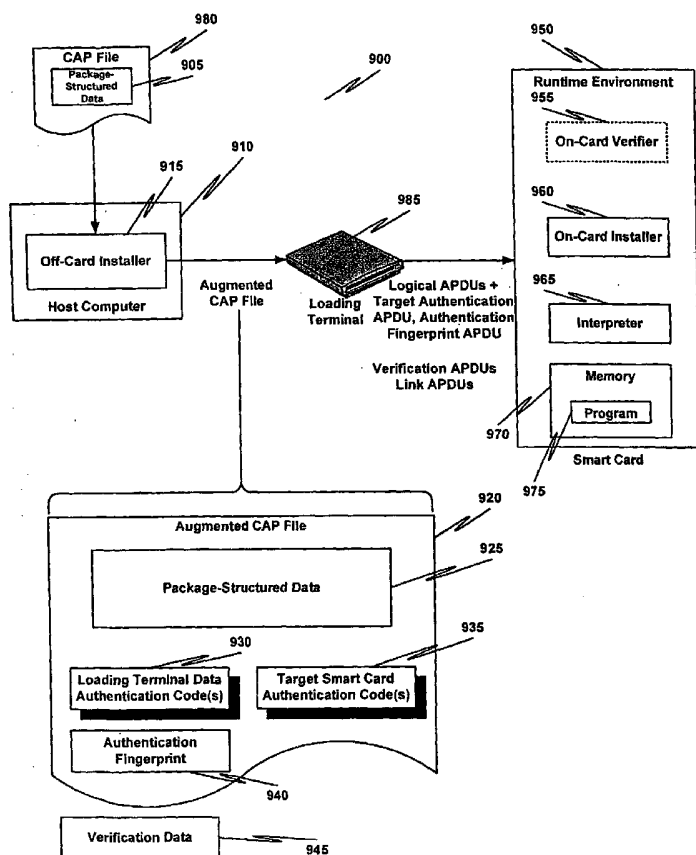 980
CAP File
905
Package-
Structured
Data
900
950
Runtime Environment
955
On-Card Verifier
910
915
985
960
On-Card Installer
Off-Card Installer
Host Computer
Augmented
CAP File
Loading
Terminal
Logical APDUs +
Target Authentication
APDU, Authentication
Fingerprint APDU
Verification APDUs
Link APDUs
965
Interpreter
Memory
Program
970
Smart Card
975
920
Augmented CAP File
925
Package-Structured Data
930
935
Loading Terminal Data
Authentication Code(s)
Target Smart Card
Authentication Code(s)
Authentication
Fingerprint
940
Verification Data
945